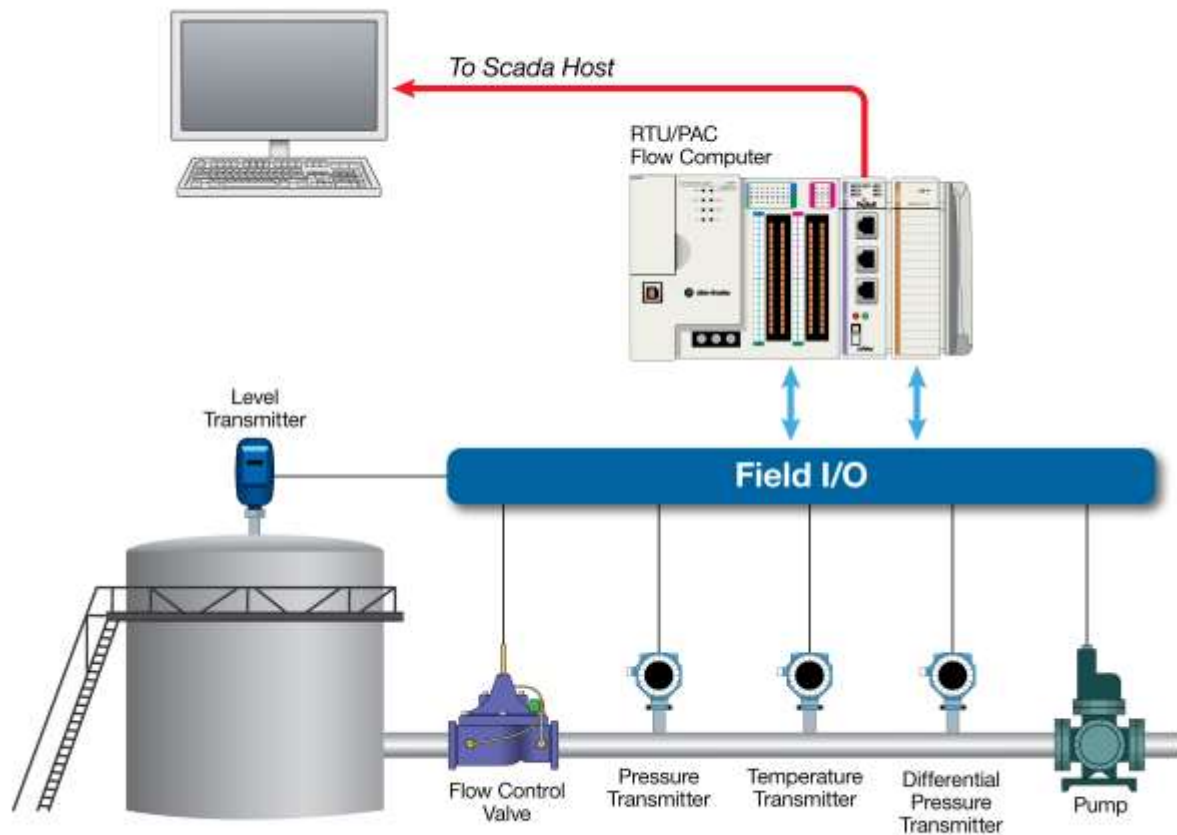 To Scada Host
RTU/PAC
Flow Computer
Level
Transmitter
Field I/O
Flow Control
Valve
Pressure
Transmitter
Temperature
Transmitter
Differential
Pressure
Transmitter
Pump